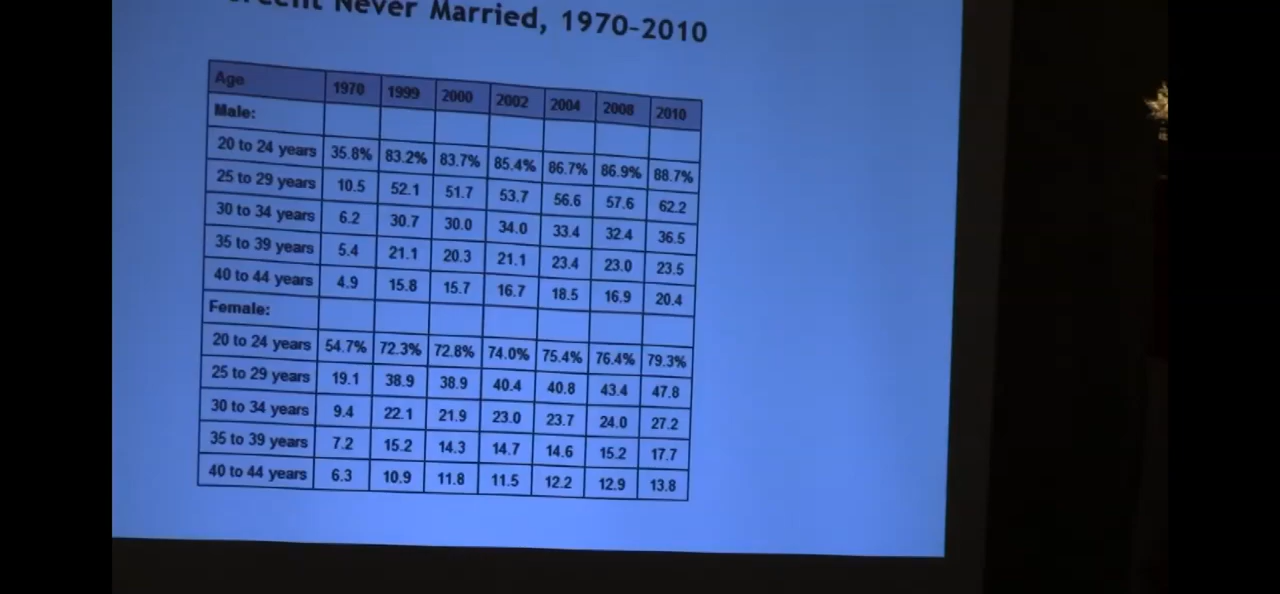 Never Married, 1970-2010
Age 1970 1999 2000 2002 2004 2008 2010
Male:
20 to 24 years 35.8% 83.2% 83.7% 85.4% 86.7% 86.9% 88.7%
25 to 29 years 10.5 52.1 51.7 53.7 56.6 57.6 62.2
30 to 34 years 6.2 30.7 30.0 34.0 33.4 32.4 36.5
35 to 39 years 5.4 21.1 20.3 21.1 23.4 23.0 23.5
40 to 44 years 4.9 15.8 15.7 16.7 18.5 16.9 20.4
Female:
20 to 24 years 54.7% 72.3% 72.8% 74.0% 75.4% 76.4% 79.3%
25 to 29 years 19.1 38.9 38.9 40.4 40.8 43.4 47.8
30 to 34 years 9.4 22.1 21.9 23.0 23.7 24.0 27.2
35 to 39 years 7.2 15.2 14.3 14.7 14.6 15.2 17.7
40 to 44 years 6.3 10.9 11.8 11.5 12.2 12.9 13.8